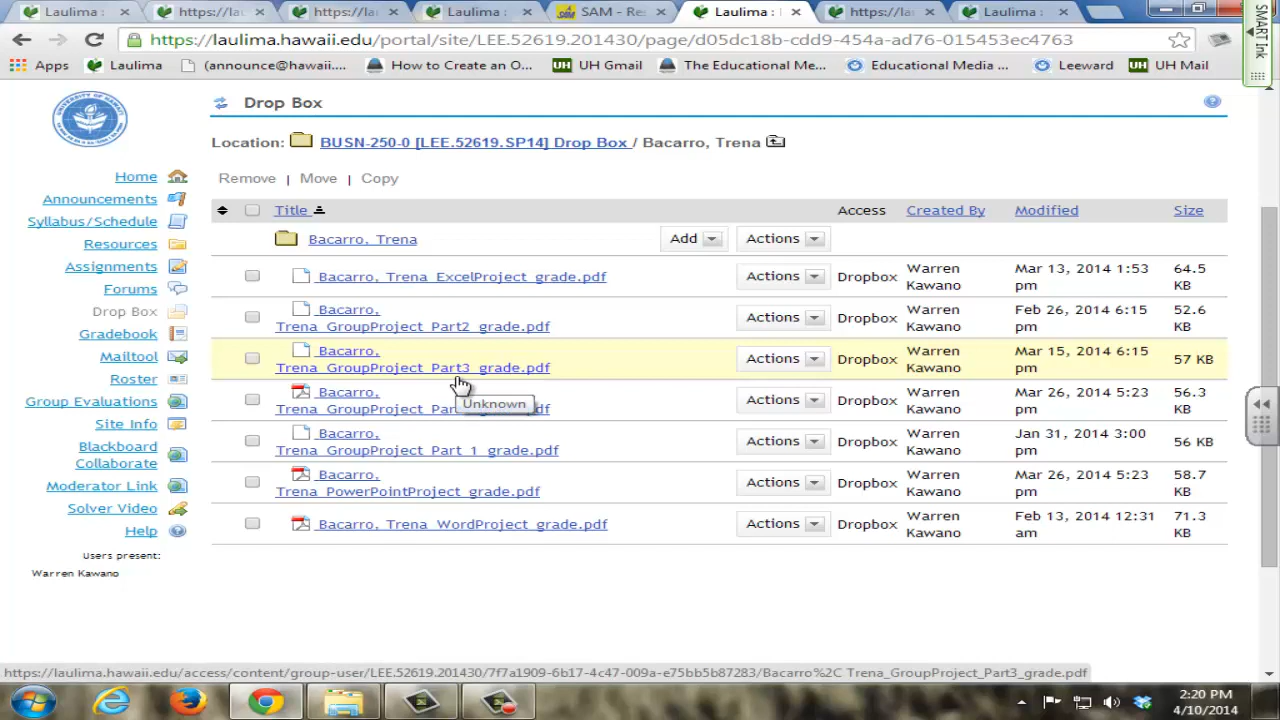 Laulima :
https://la
https://la
Laulima :
SAM - Re
Laulima :
https://la
Laulima :
https://laulima.hawaii.edu/portal/site/LEE.52619.201430/page/d05dc18b-cdd9-454a-ad76-015453ec4763
Apps Laulima (announce@hawaii.... How to Create an O... UH Gmail The Educational Me... Educational Media ... Leeward UH Mail
SMART Ink
Drop Box
Location: BUSN-250-0 [LEE.52619.SP14] Drop Box / Bacarro, Trena
Remove | Move | Copy
Title Access Created By Modified Size
Bacarro, Trena Add Actions
Bacarro, Trena_ExcelProject_grade.pdf Actions Dropbox Warren Kawano Mar 13, 2014 1:53 pm 64.5 KB
Bacarro,
Trena_GroupProject_Part2_grade.pdf Actions Dropbox Warren Kawano Feb 26, 2014 6:15 pm 52.6 KB
Bacarro,
Trena_GroupProject_Part3_grade.pdf Actions Dropbox Warren Kawano Mar 15, 2014 6:15 pm 57 KB
Unknown
Bacarro,
Trena_GroupProject_Par df Actions Dropbox Warren Kawano Mar 26, 2014 5:23 pm 56.3 KB
Bacarro,
Trena_GroupProject_Part_1_grade.pdf Actions Dropbox Warren Kawano Jan 31, 2014 3:00 pm 56 KB
Bacarro,
Trena_PowerPointProject_grade.pdf Actions Dropbox Warren Kawano Mar 26, 2014 5:23 pm 58.7 KB
Bacarro, Trena_WordProject_grade.pdf Actions Dropbox Warren Kawano Feb 13, 2014 12:31 am 71.3 KB
Home
Announcements
Syllabus/Schedule
Resources
Assignments
Forums
Drop Box
Gradebook
Mailtool
Roster
Group Evaluations
Site Info
Blackboard
Collaborate
Moderator Link
Solver Video
Help
Users present:
Warren Kawano
https://laulima.hawaii.edu/access/content/group-user/LEE.52619.201430/7f7a1909-6b17-4c47-009a-e75bb5b87283/Bacarro%2C Trena_GroupProject_Part3_grade.pdf
2:20 PM
4/10/2014